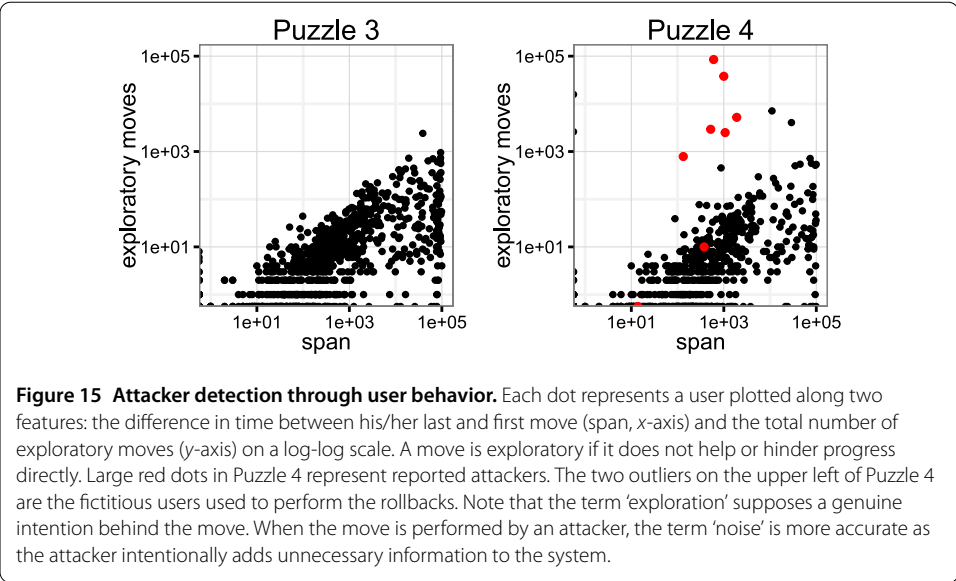 Puzzle 3
Puzzle 4
1e+05
1e+03
1e+01
exploratory moves
1e+01
1e+03
1e+05
span
1e+05
1e+03
1e+01
exploratory moves
1e+01
1e+03
1e+05
span
Figure 15 Attacker detection through user behavior. Each dot represents a user plotted along two
features: the difference in time between his/her last and first move (span, x-axis) and the total number of
exploratory moves (y-axis) on a log-log scale. A move is exploratory if it does not help or hinder progress
directly. Large red dots in Puzzle 4 represent reported attackers. The two outliers on the upper left of Puzzle 4
are the fictitious users used to perform the rollbacks. Note that the term ‘exploration’ supposes a genuine
intention behind the move. When the move is performed by an attacker, the term ‘noise’ is more accurate as
the attacker intentionally adds unnecessary information to the system.